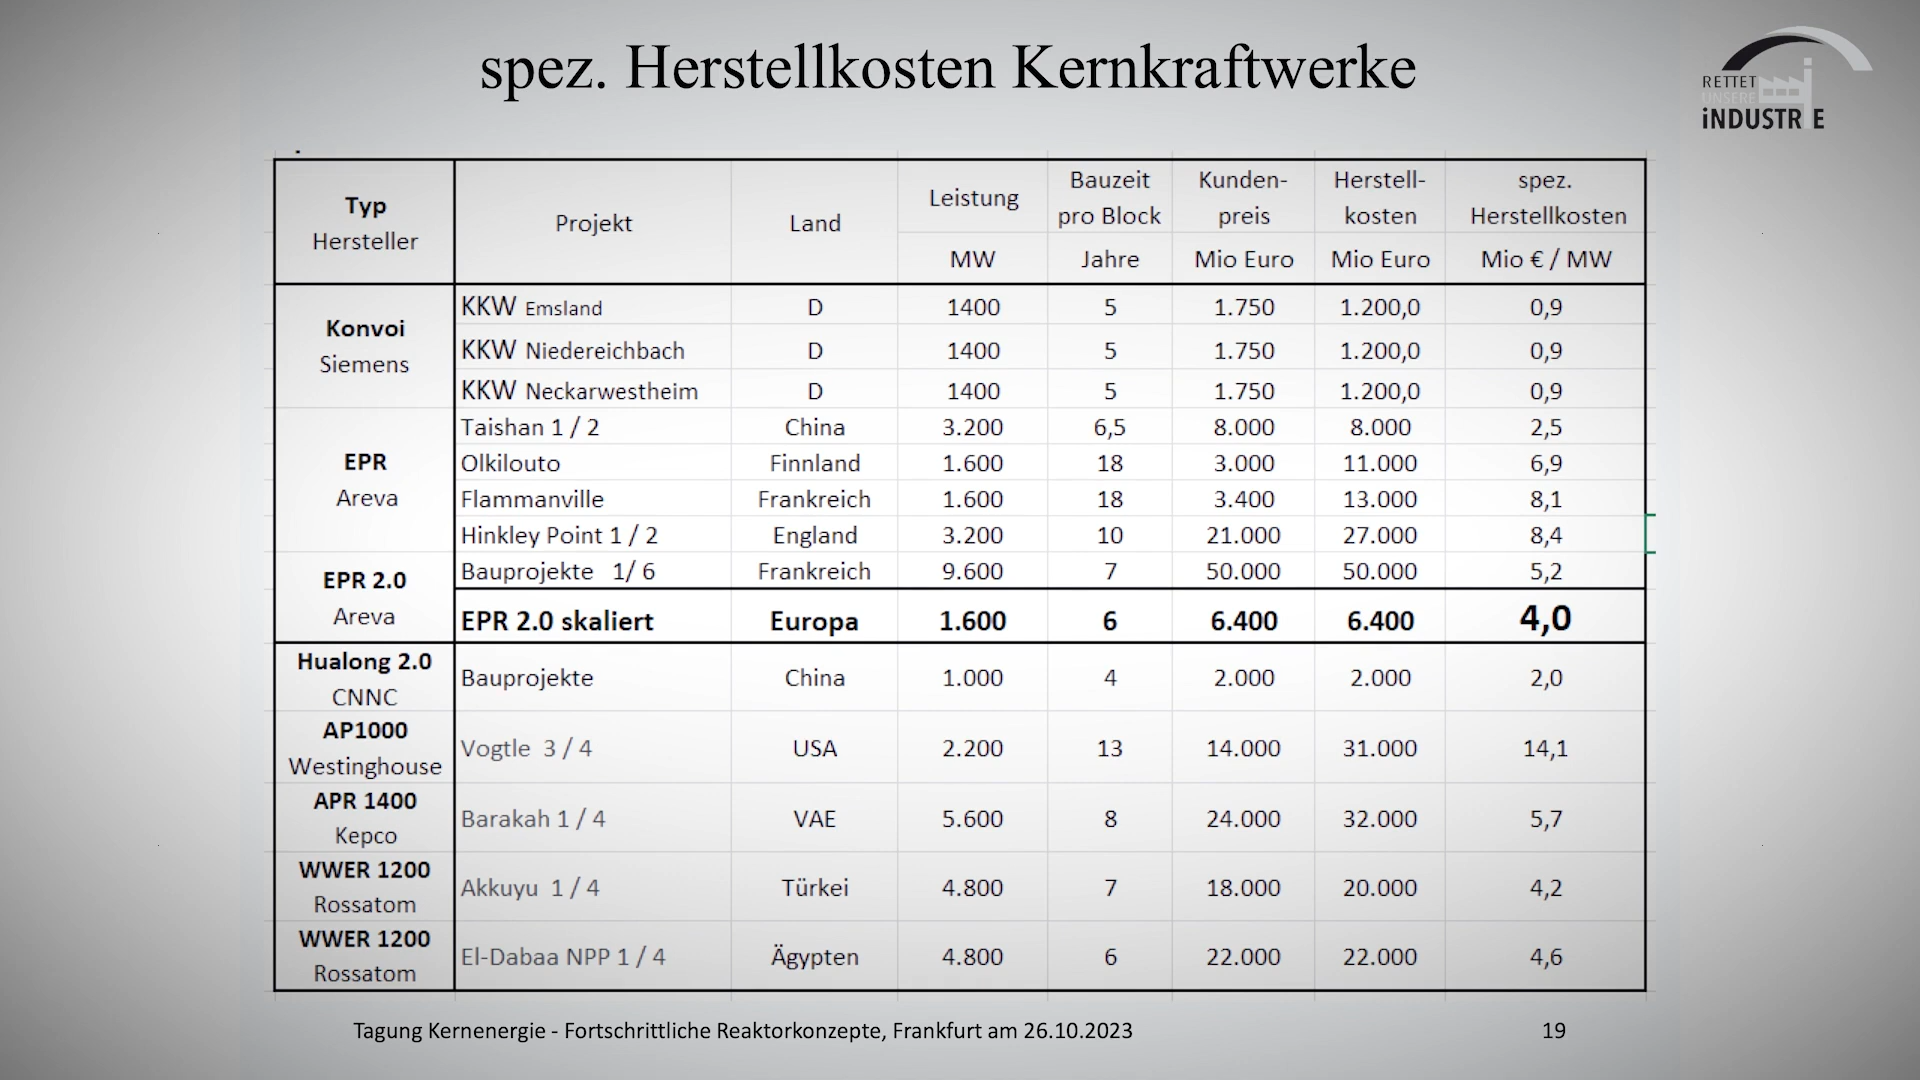 spez. Herstellkosten Kernkraftwerke
RETTET
UNSERE
iNDUSTRiE
Typ
Hersteller
Projekt
Land
Leistung
MW
Bauzeit
pro Block
Jahre
Kunden-
preis
Mio Euro
Herstell-
kosten
Mio Euro
spez.
Herstellkosten
Mio € / MW
Konvoi
Siemens
KKW Emsland D 1400 5 1.750 1.200,0 0,9
KKW Niedereichbach D 1400 5 1.750 1.200,0 0,9
KKW Neckarwestheim D 1400 5 1.750 1.200,0 0,9
EPR
Areva
Taishan 1 / 2 China 3.200 6,5 8.000 8.000 2,5
Olkilouto Finnland 1.600 18 3.000 11.000 6,9
Flammanville Frankreich 1.600 18 3.400 13.000 8,1
Hinkley Point 1 / 2 England 3.200 10 21.000 27.000 8,4
EPR 2.0
Areva
Bauprojekte 1/ 6 Frankreich 9.600 7 50.000 50.000 5,2
EPR 2.0 skaliert Europa 1.600 6 6.400 6.400 4,0
Hualong 2.0
CNNC
Bauprojekte China 1.000 4 2.000 2.000 2,0
AP1000
Westinghouse
Vogtle 3 / 4 USA 2.200 13 14.000 31.000 14,1
APR 1400
Kepco
Barakah 1 / 4 VAE 5.600 8 24.000 32.000 5,7
WWER 1200
Rossatom
Akkuyu 1 / 4 Türkei 4.800 7 18.000 20.000 4,2
WWER 1200
Rossatom
El-Dabaa NPP 1 / 4 Ägypten 4.800 6 22.000 22.000 4,6
Tagung Kernenergie - Fortschrittliche Reaktorkonzepte, Frankfurt am 26.10.2023
19